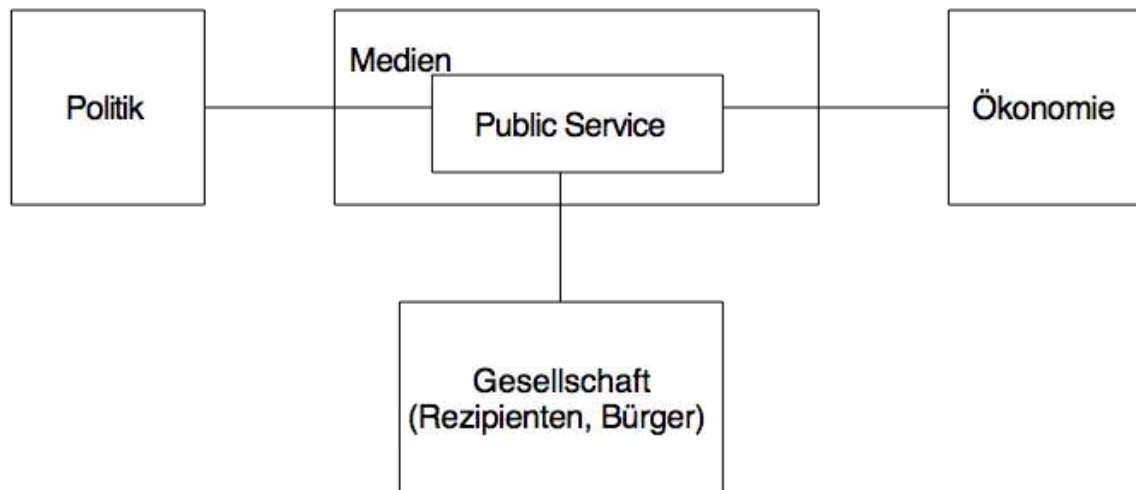 Medien
Politik
Public Service
Ökonomie
Gesellschaft
(Rezipienten, Bürger)